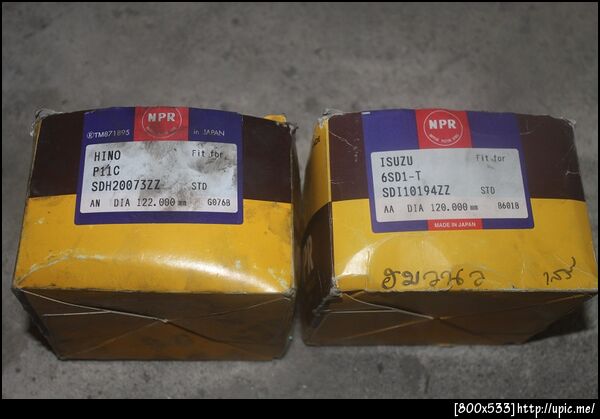 NPR
®TM871895 in JAPAN
HINO Fit for
P11C
SDH20073ZZ STD
AN DIA 122.000 mm G076B
NPR
ISUZU Fit for
6SD1-T
SDI10194ZZ STD
AA DIA 120.000 mm B601B
MADE IN JAPAN
[800x533]http://upic.me/